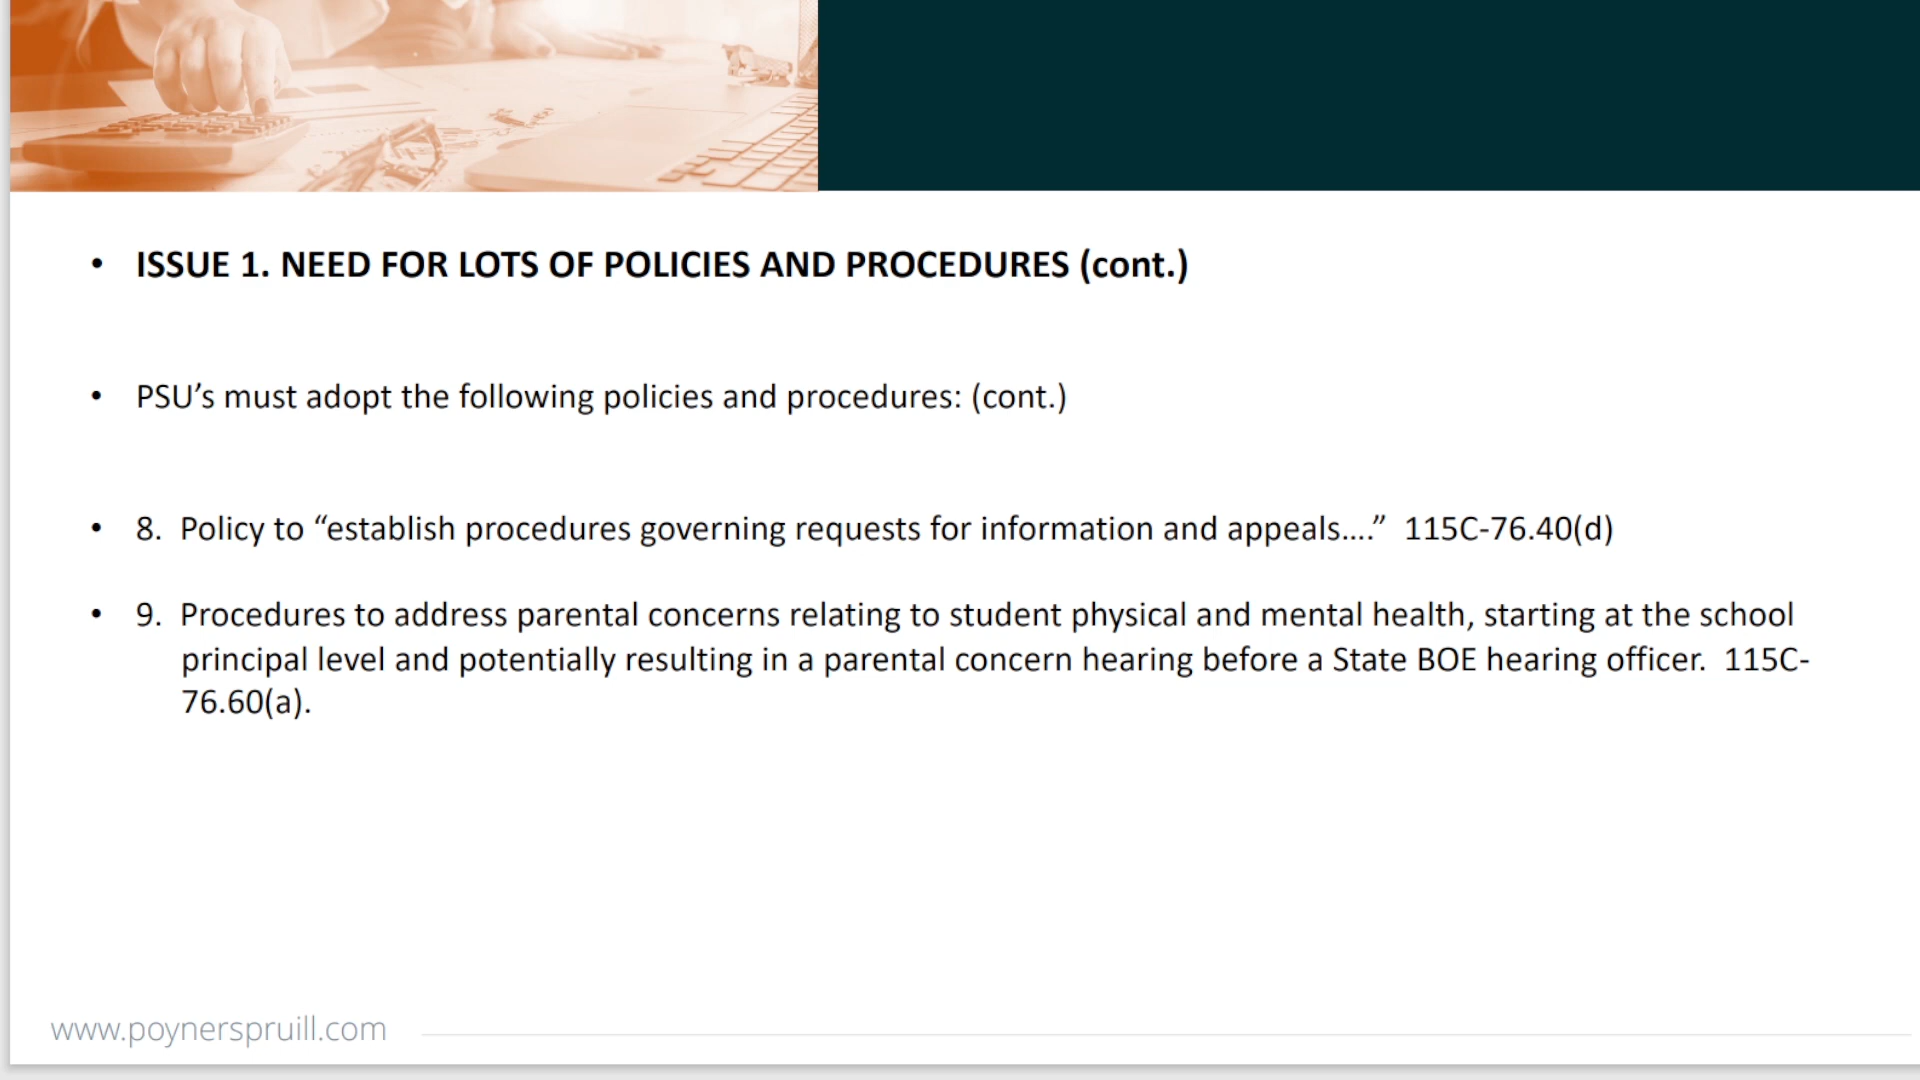 • ISSUE 1. NEED FOR LOTS OF POLICIES AND PROCEDURES (cont.)
• PSU’s must adopt the following policies and procedures: (cont.)
• 8. Policy to “establish procedures governing requests for information and appeals....” 115C-76.40(d)
• 9. Procedures to address parental concerns relating to student physical and mental health, starting at the school
principal level and potentially resulting in a parental concern hearing before a State BOE hearing officer. 115C-
76.60(a).
www.poynerspruill.com